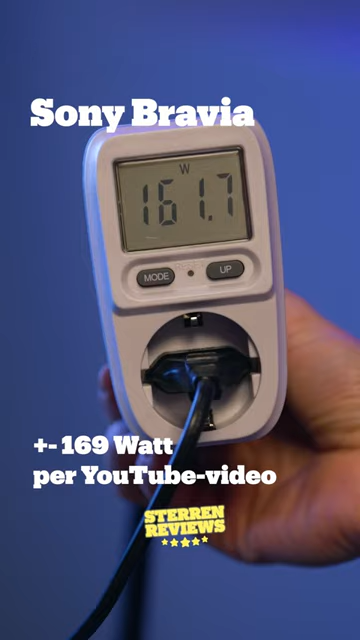 Sony Bravia
W
161.7
MODE
UP
+- 169 Watt
per YouTube-video
STERREN
REVIEWS